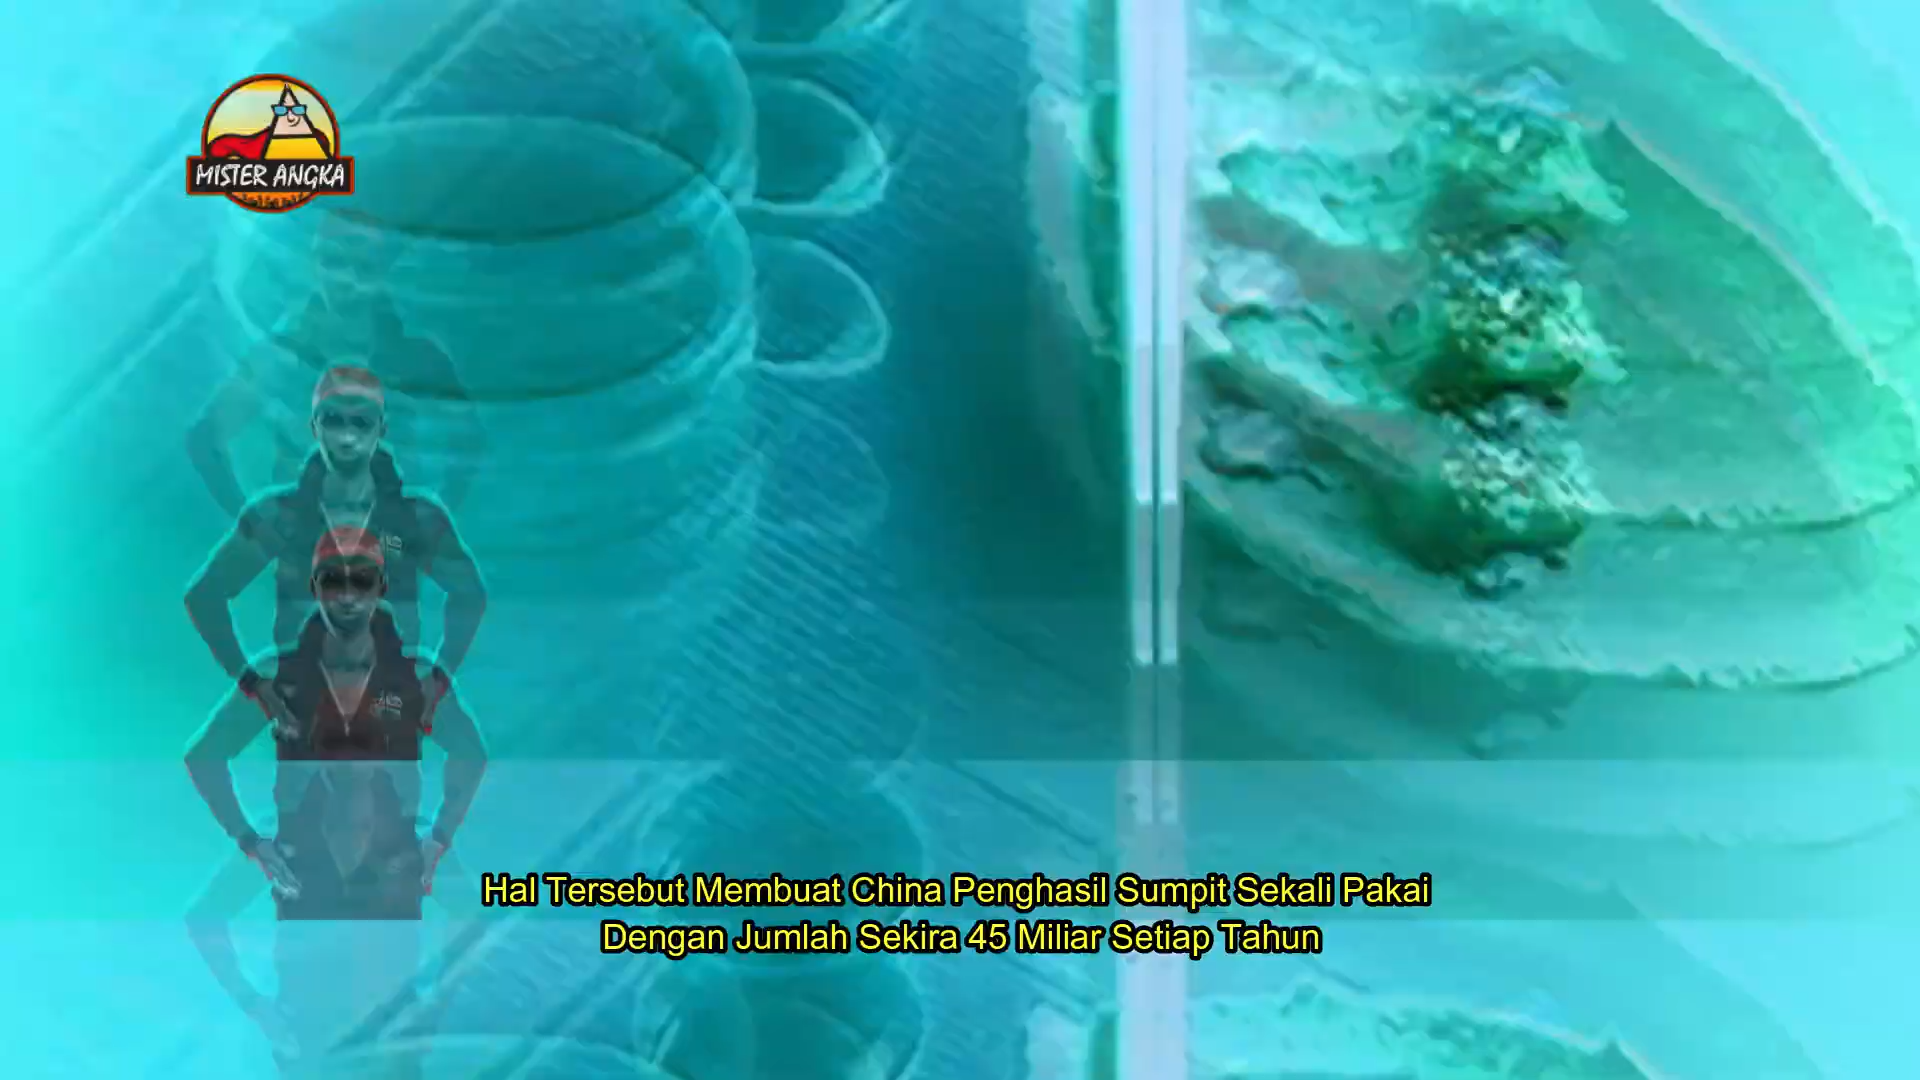 MISTER ANGKA
Hal Tersebut Membuat China Penghasil Sumpit Sekali Pakai
Dengan Jumlah Sekira 45 Miliar Setiap Tahun